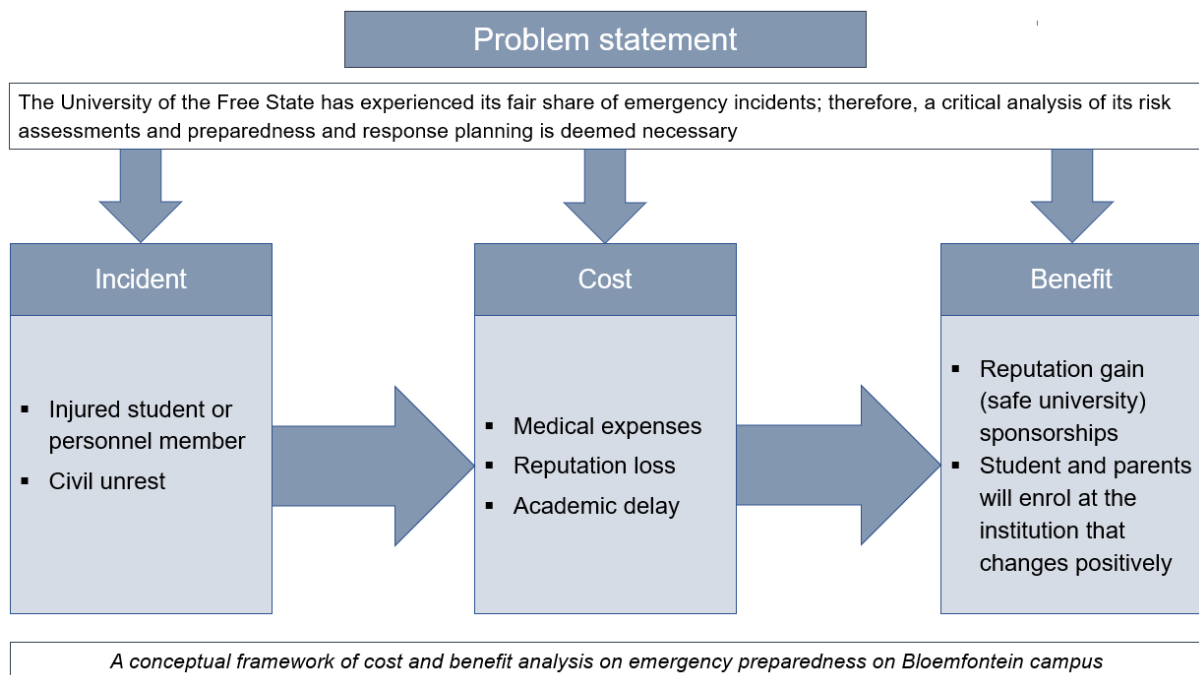 Problem statement
The University of the Free State has experienced its fair share of emergency incidents; therefore, a critical analysis of its risk
assessments and preparedness and response planning is deemed necessary
Incident
▪ Injured student or
personnel member
▪ Civil unrest
Cost
▪ Medical expenses
▪ Reputation loss
▪ Academic delay
Benefit
▪ Reputation gain
(safe university)
sponsorships
▪ Student and parents
will enrol at the
institution that
changes positively
A conceptual framework of cost and benefit analysis on emergency preparedness on Bloemfontein campus